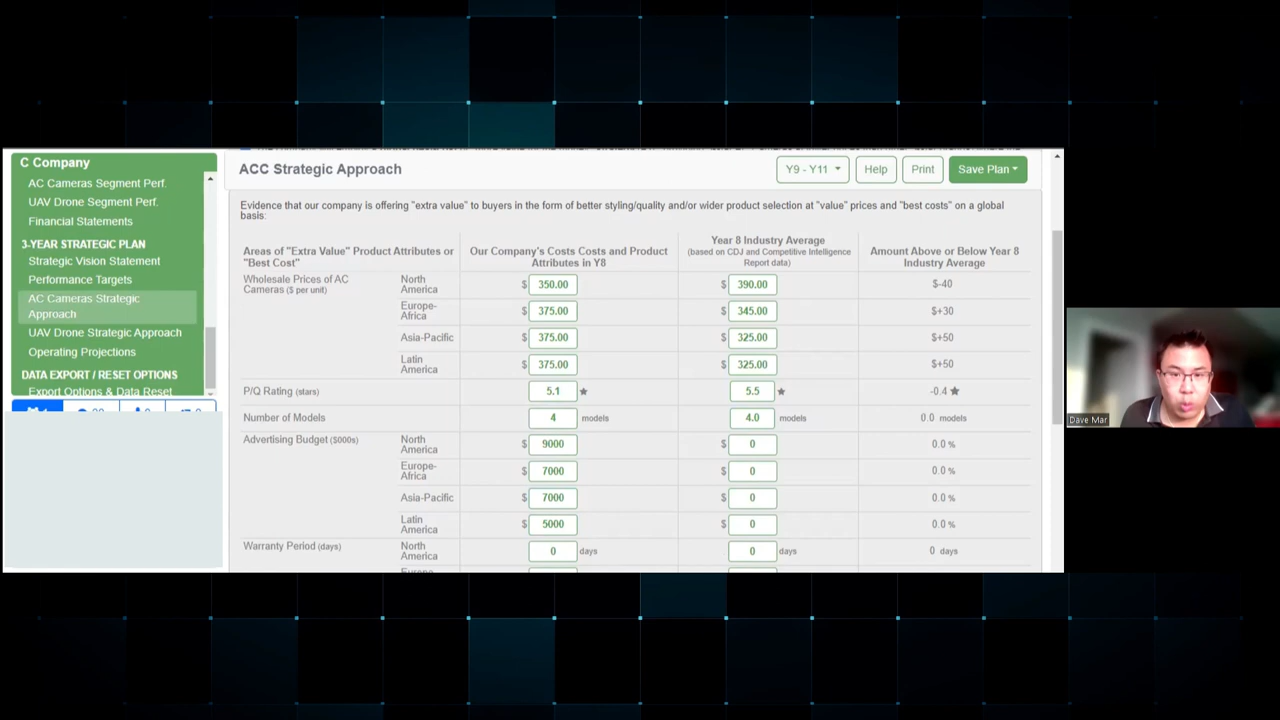 C Company
AC Cameras Segment Perf.
UAV Drone Segment Perf.
Financial Statements
3-YEAR STRATEGIC PLAN
Strategic Vision Statement
Performance Targets
AC Cameras Strategic
Approach
UAV Drone Strategic Approach
Operating Projections
DATA EXPORT / RESET OPTIONS
Export Options & Data Reset
ACC Strategic Approach
Y9 - Y11
Help
Print
Save Plan
Evidence that our company is offering "extra value" to buyers in the form of better styling/quality and/or wider product selection at "value" prices and "best costs" on a global
basis:
Areas of "Extra Value" Product Attributes or
"Best Cost"
Our Company's Costs Costs and Product
Attributes in Y8
Year 8 Industry Average
(based on CDJ and Competitive Intelligence
Report data)
Amount Above or Below Year 8
Industry Average
Wholesale Prices of AC
Cameras ($ per unit)
North
America
$ 350.00
$ 390.00
$-40
Europe-
Africa
$ 375.00
$ 345.00
$+30
Asia-Pacific
$ 375.00
$ 325.00
$+50
Latin
America
$ 375.00
$ 325.00
$+50
P/Q Rating (stars)
5.1
5.5
-0.4
Number of Models
4 models
4.0 models
0.0 models
Advertising Budget ($000s)
North
America
$ 9000
$ 0
0.0 %
Europe-
Africa
$ 7000
$ 0
0.0 %
Asia-Pacific
$ 7000
$ 0
0.0 %
Latin
America
$ 5000
$ 0
0.0 %
Warranty Period (days)
North
America
0 days
0 days
0 days
Europe-
Dave Mar